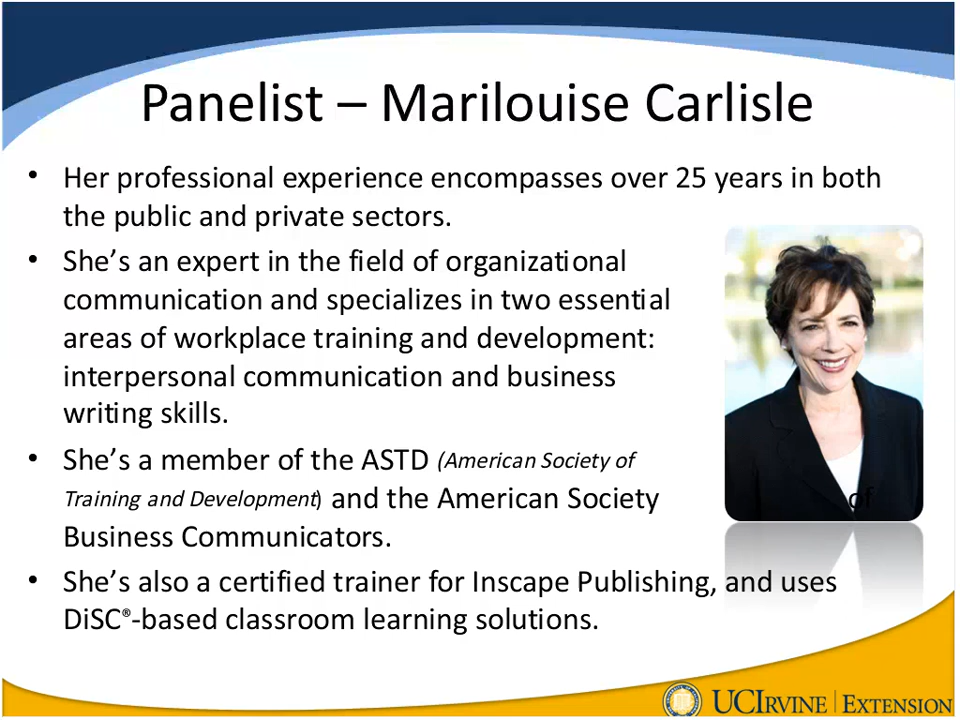 Panelist – Marilouise Carlisle
• Her professional experience encompasses over 25 years in both
the public and private sectors.
• She’s an expert in the field of organizational
communication and specializes in two essential
areas of workplace training and development:
interpersonal communication and business
writing skills.
• She’s a member of the ASTD (American Society of
Training and Development) and the American Society of
Business Communicators.
• She’s also a certified trainer for Inscape Publishing, and uses
DiSC®-based classroom learning solutions.
UCIRVINE | EXTENSION